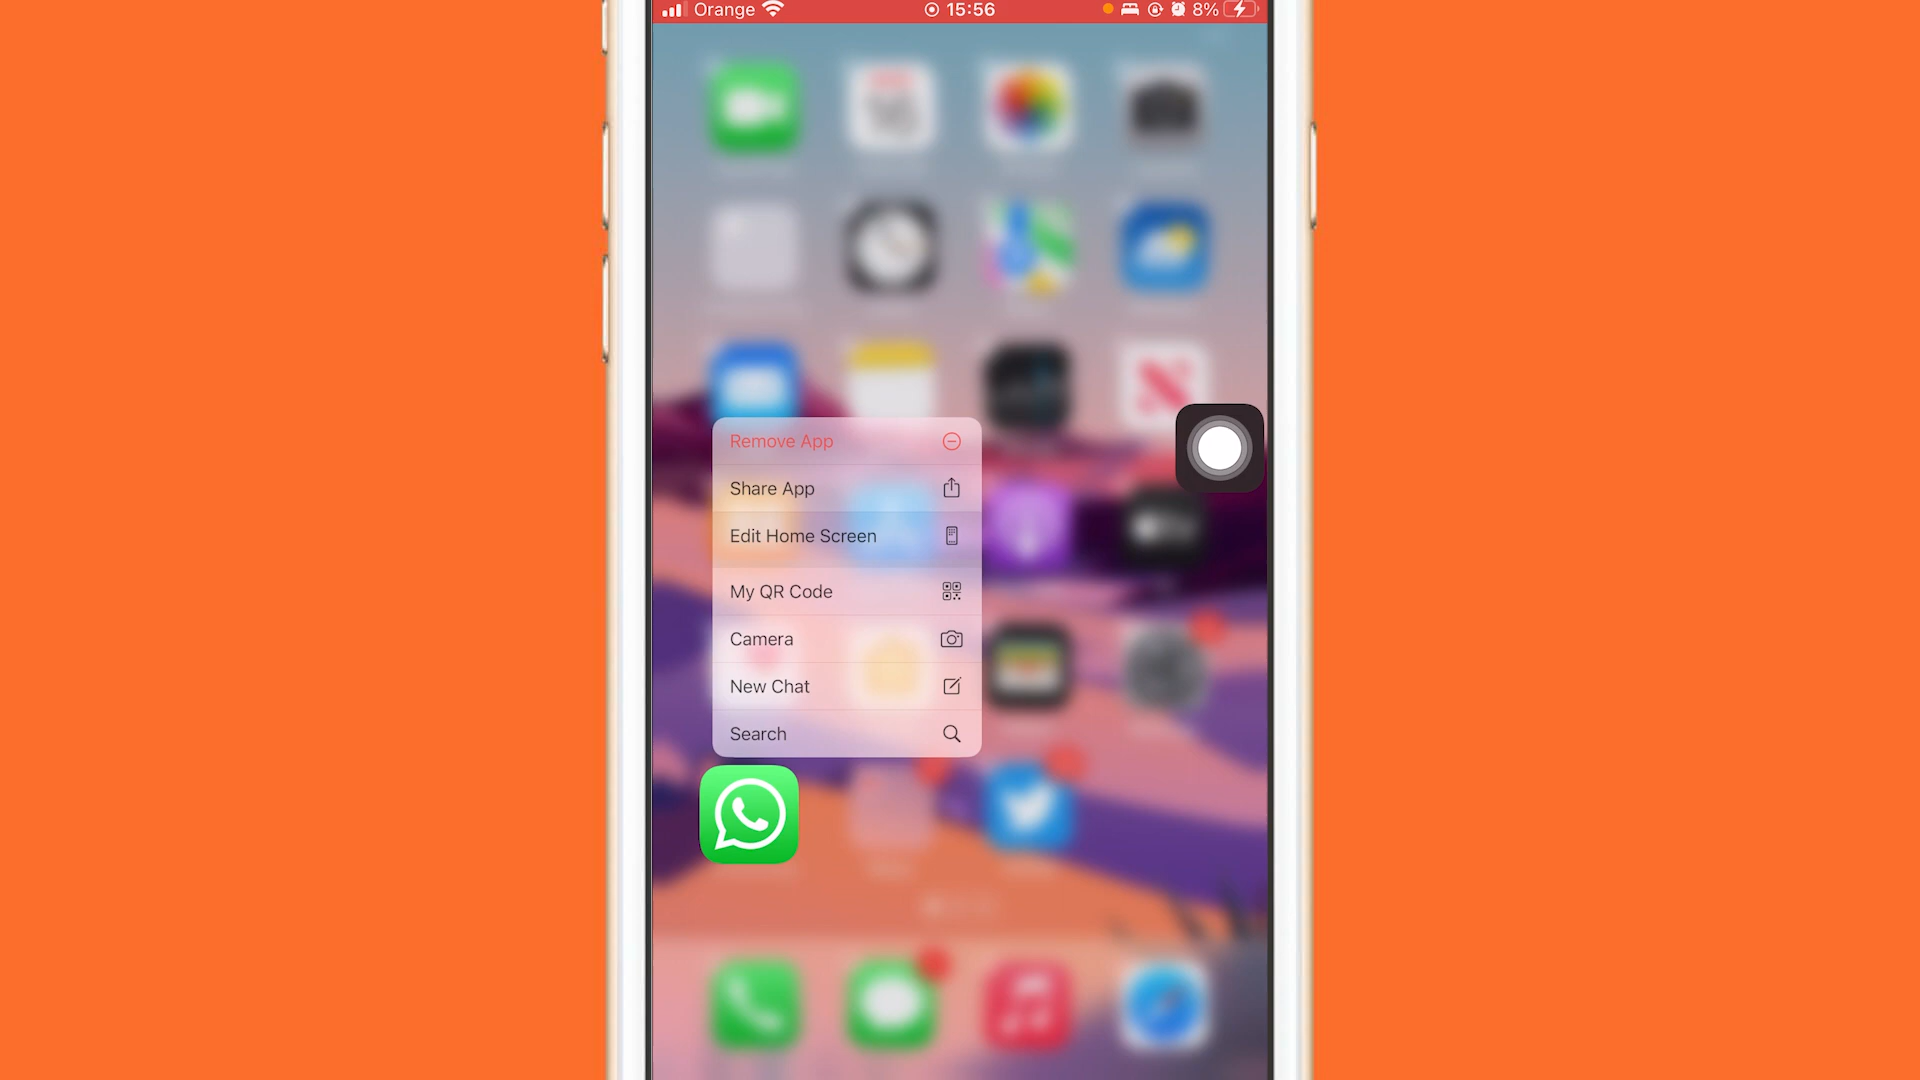 Orange 15:56 8%
Remove App
Share App
Edit Home Screen
My QR Code
Camera
New Chat
Search